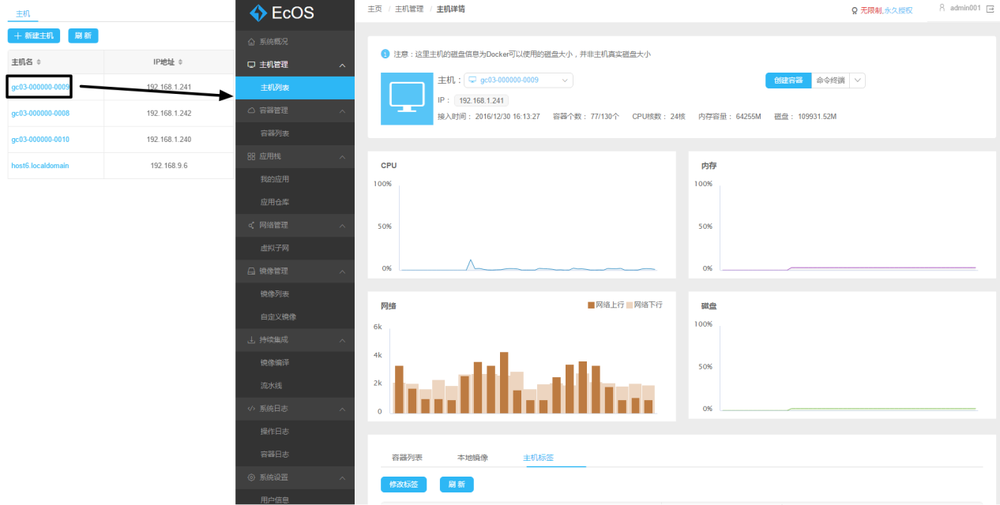 主机
+ 新建主机 刷 新
主机名 IP地址
gc03-000000-0009 192.168.1.241
gc03-000000-0008 192.168.1.242
gc03-000000-0010 192.168.1.240
host6.localdomain 192.168.9.6
EcOS
系统概况
主机管理
主机列表
容器管理
容器列表
应用栈
我的应用
应用仓库
网络管理
虚拟子网
镜像管理
镜像列表
自定义镜像
持续集成
镜像编译
流水线
系统日志
操作日志
容器日志
系统设置
用户信息
主页 / 主机管理 / 主机详情
无限制,永久授权 admin001
注意：这里主机的磁盘信息为Docker可以使用的磁盘大小，并非主机真实磁盘大小
主机： gc03-000000-0009
创建容器 命令终端
IP： 192.168.1.241
接入时间： 2016/12/30 16:13:27 容器个数： 77/130个 CPU核数： 24核 内存容量： 64255M 磁盘： 109931.52M
CPU
100%
50%
0%
内存
100%
50%
0%
网络
网络上行 网络下行
6k
4k
2k
0
磁盘
100%
50%
0%
容器列表 本地镜像 主机标签
修改标签 刷 新